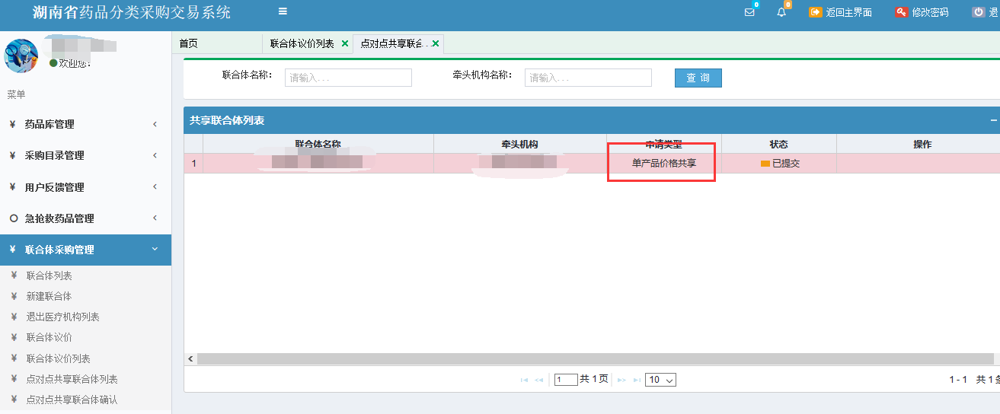 湖南省药品分类采购交易系统
0
0
返回主界面
修改密码
退
欢迎您:
首页
联合体议价列表
点对点共享联合...
菜单
药品库管理
采购目录管理
用户反馈管理
急抢救药品管理
联合体采购管理
联合体列表
新建联合体
退出医疗机构列表
联合体议价
联合体议价列表
点对点共享联合体列表
点对点共享联合体确认
联合体名称:
请输入...
牵头机构名称:
请输入...
查 询
共享联合体列表
联合体名称 牵头机构 申请类型 状态 操作
1 单产品价格共享 已提交
1 共 1 页 10
1 - 1 共 1 条